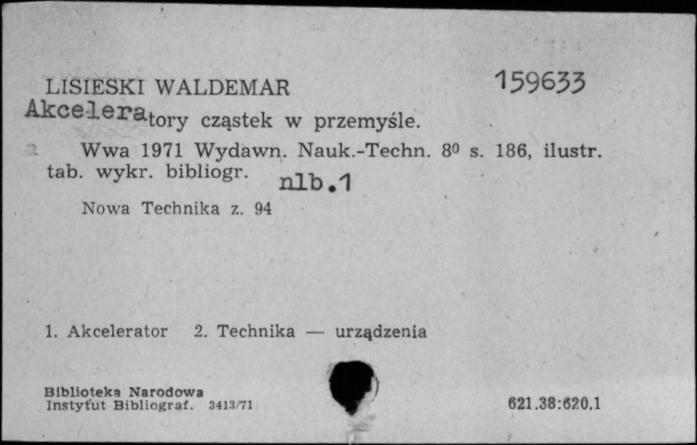 LISIESKI WALDEMAR 159633
Akceleratory cząstek w przemyśle.
Wwa 1971 Wydawn. Nauk.-Techn. 8⁰ s. 186, ilustr.
tab. wykr. bibliogr. nlb.1
Nowa Technika z. 94
1. Akcelerator 2. Technika — urządzenia
Biblioteka Narodowa
Instytut Bibliograf. 3413/71 621.38:620.1